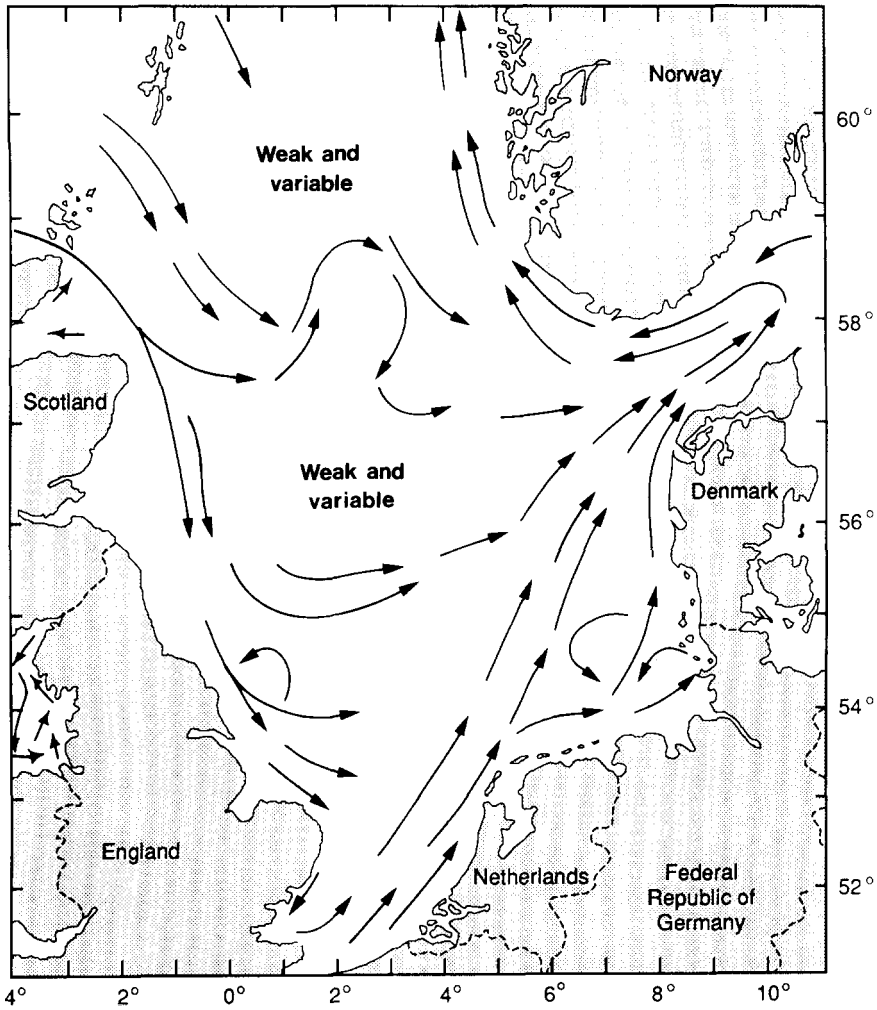 Norway
60°
Weak and
variable
58°
Scotland
Weak and
variable
Denmark
56°
54°
England
Netherlands
Federal
Republic of
Germany
52°
4° 2° 0° 2° 4° 6° 8° 10°